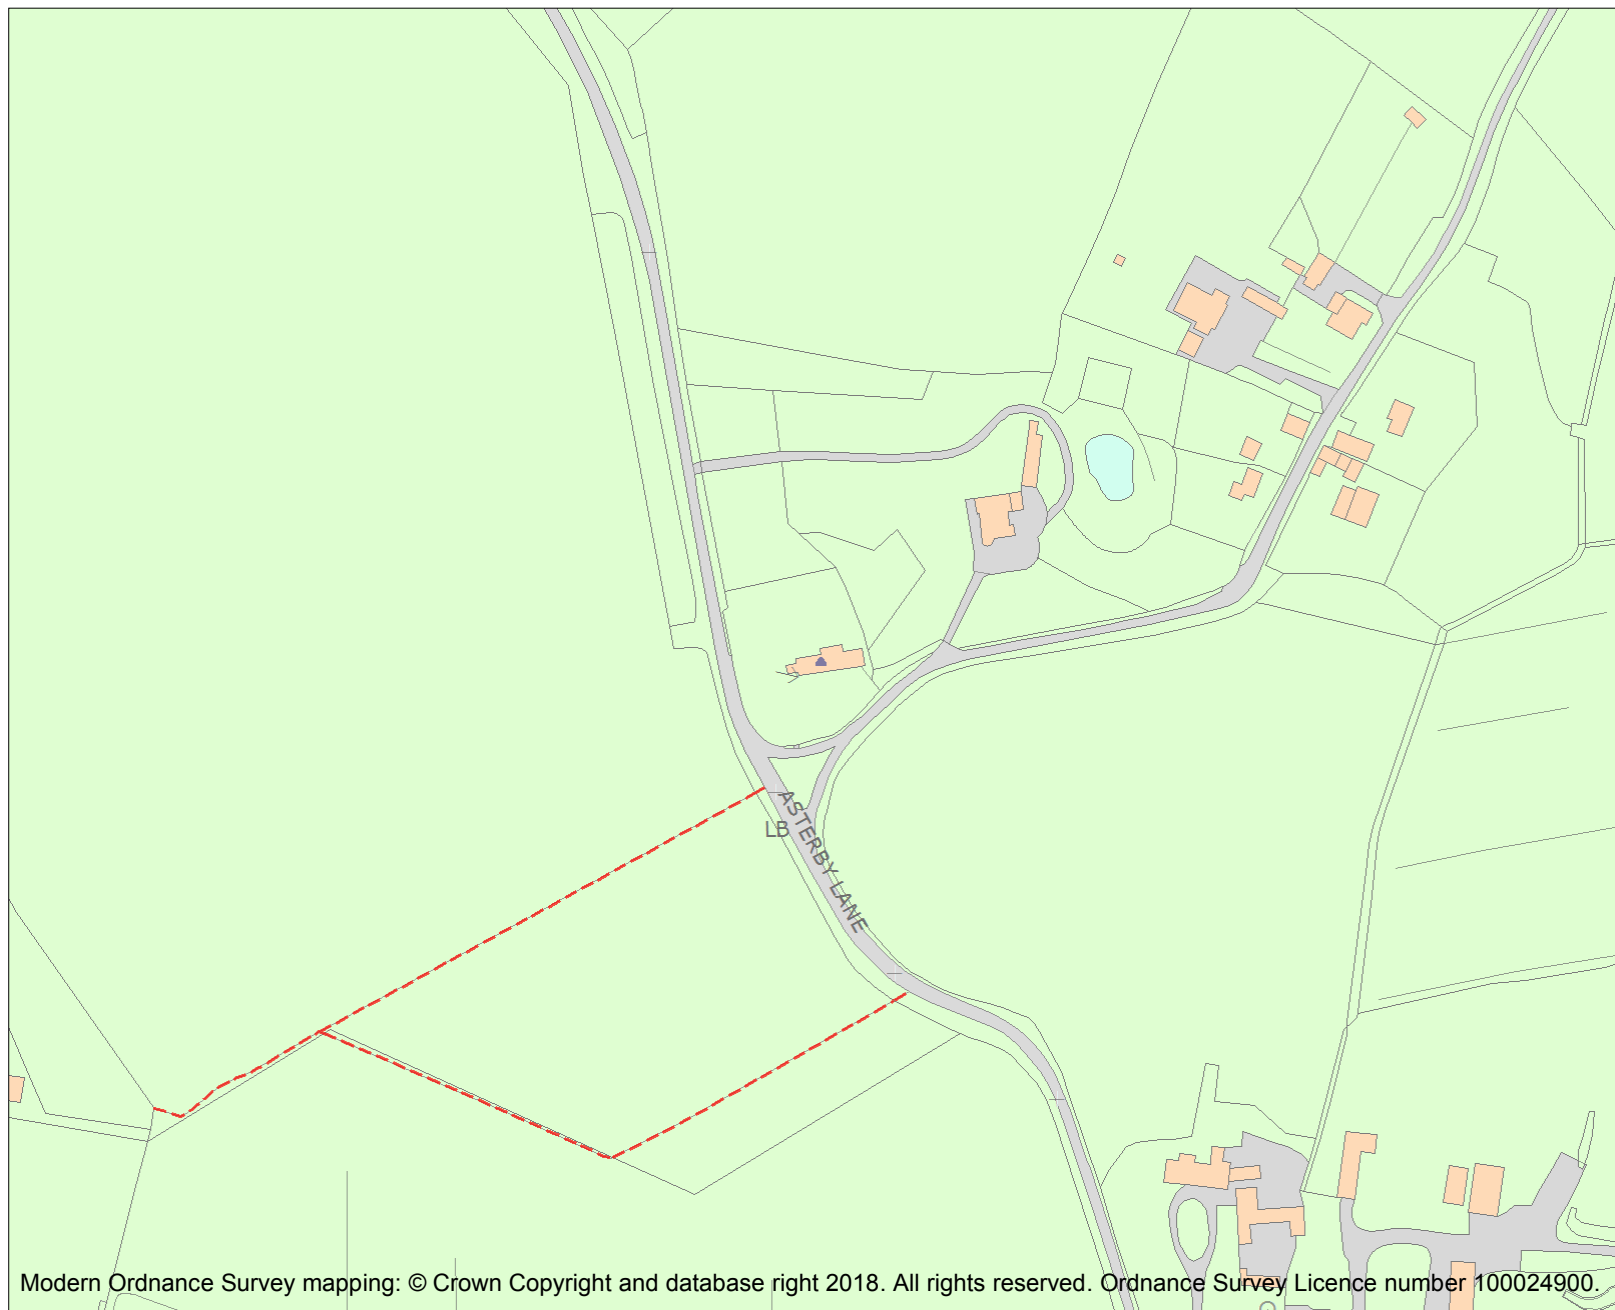 ASTERBY LANE
LB
Modern Ordnance Survey mapping: © Crown Copyright and database right 2018. All rights reserved. Ordnance Survey Licence number 100024900.